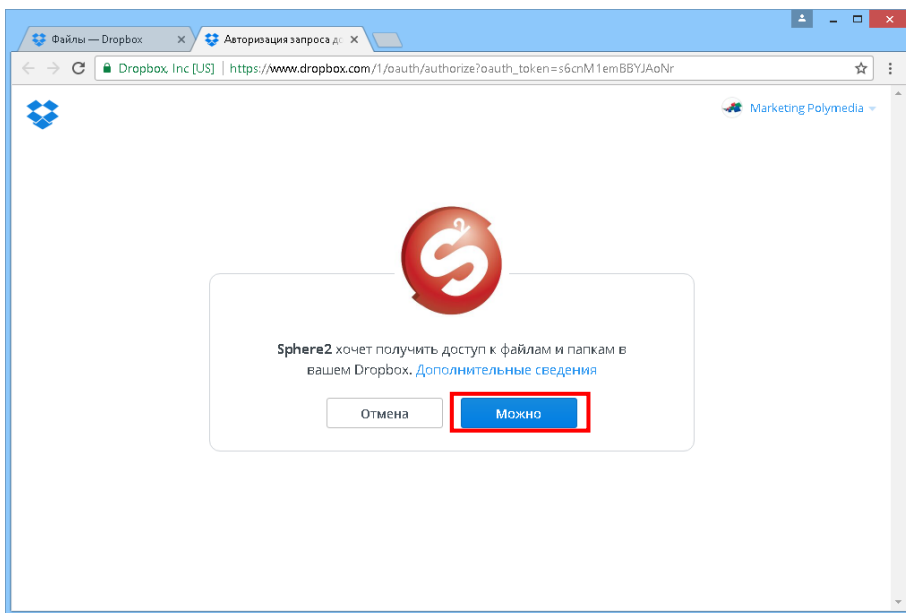 Файлы — Dropbox
Авторизация запроса до
Dropbox, Inc [US] | https://www.dropbox.com/1/oauth/authorize?oauth_token=s6cnM1emBBYJAoNr
Marketing Polymedia
S2
Sphere2 хочет получить доступ к файлам и папкам в
вашем Dropbox. Дополнительные сведения
Отмена
Можно